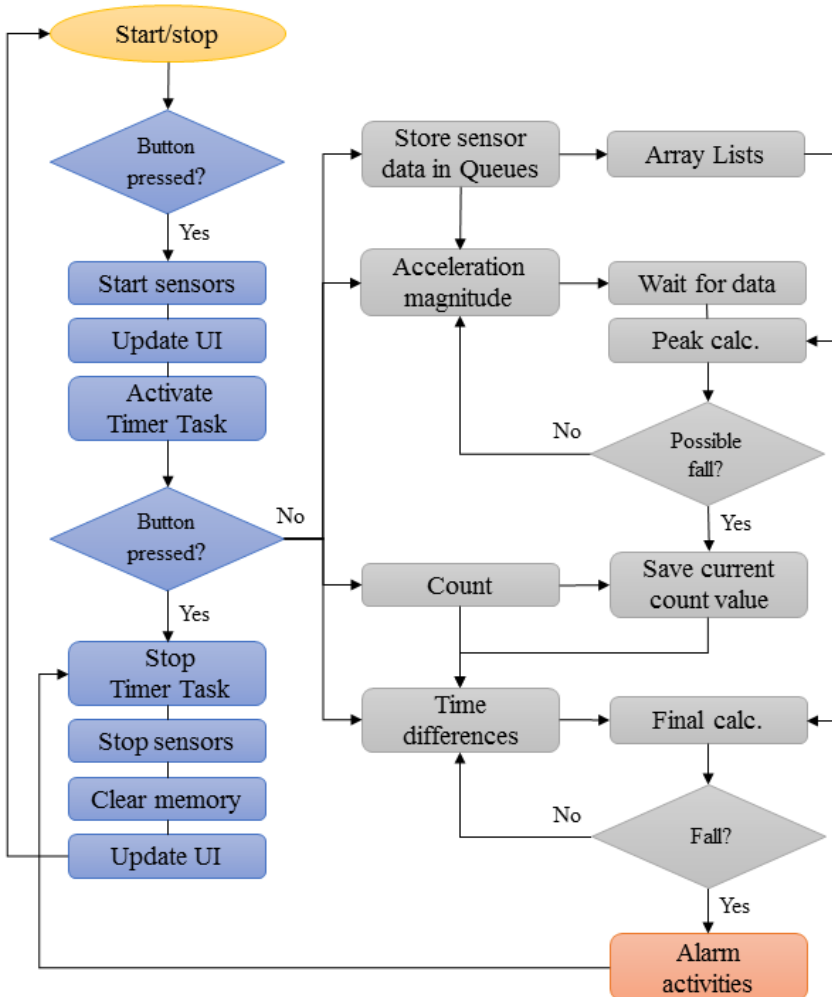 Start/stop
Button
pressed?
Yes
Start sensors
Update UI
Activate
Timer Task
Button
pressed?
No
Yes
Stop
Timer Task
Stop sensors
Clear memory
Update UI
Store sensor
data in Queues
Array Lists
Acceleration
magnitude
Wait for data
Peak calc.
No
Possible
fall?
Yes
Count
Save current
count value
Time
differences
Final calc.
No
Fall?
Yes
Alarm
activities